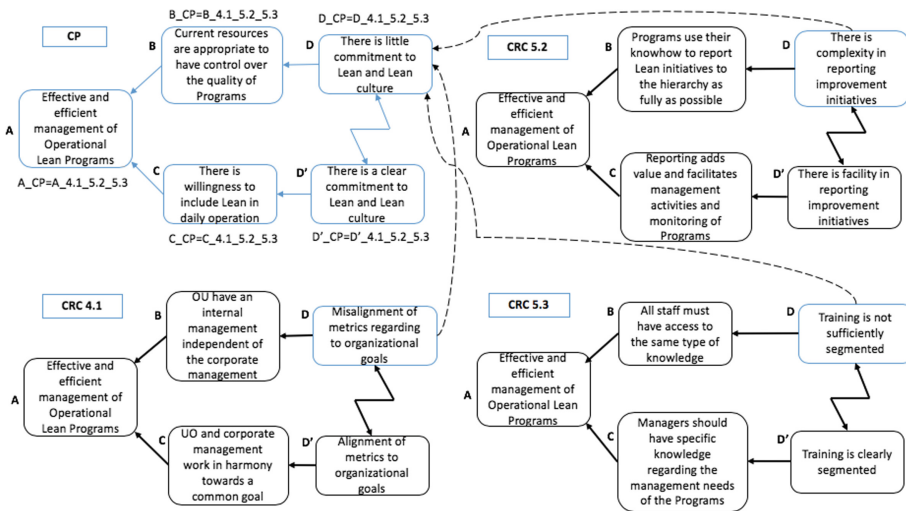 CP
B_CP=B_4.1_5.2_5.3
B
Current resources
are appropriate to
have control over
the quality of
Programs
D_CP=D_4.1_5.2_5.3
D
There is little
commitment to
Lean and Lean
culture
A
Effective and
efficient
management of
Operational
Lean Programs
A_CP=A_4.1_5.2_5.3
C
There is
willingness to
include Lean in
daily operation
C_CP=C_4.1_5.2_5.3
D'
There is a clear
commitment to
Lean and Lean
culture
D'_CP=D'_4.1_5.2_5.3
CRC 5.2
B
Programs use their
knowhow to report
Lean initiatives to
the hierarchy as
fully as possible
D
There is
complexity in
reporting
improvement
initiatives
A
Effective and
efficient
management of
Operational Lean
Programs
C
Reporting adds
value and facilitates
management
activities and
monitoring of
Programs
D'
There is facility in
reporting
improvement
initiatives
CRC 4.1
B
OU have an
internal
management
independent of
the corporate
management
D
Misalignment of
metrics regarding
to organizational
goals
A
Effective and
efficient
management of
Operational
Lean Programs
C
UO and corporate
management
work in harmony
towards a
common goal
D'
Alignment of
metrics to
organizational
goals
CRC 5.3
B
All staff must
have access to
the same type of
knowledge
D
Training is not
sufficiently
segmented
A
Effective and
efficient
management of
Operational Lean
Programs
C
Managers should
have specific
knowledge
regarding the
management needs
of the Programs
D'
Training is clearly
segmented